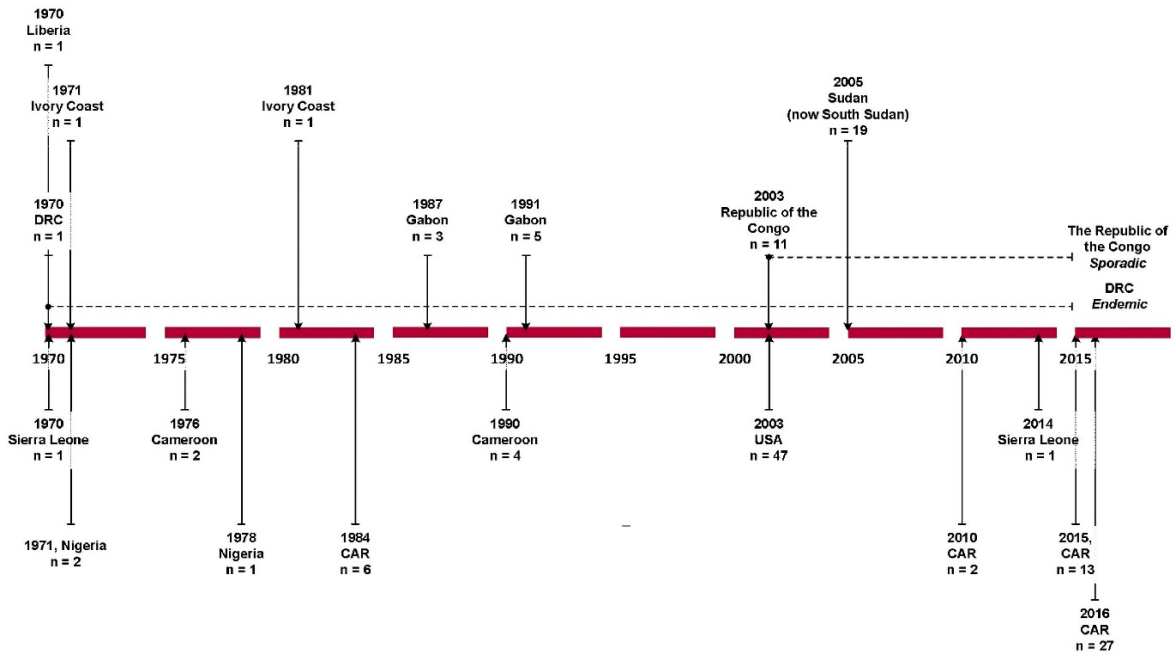 1970
Liberia
n = 1
1971
Ivory Coast
n = 1
1981
Ivory Coast
n = 1
2005
Sudan
(now South Sudan)
n = 19
1970
DRC
n = 1
1987
Gabon
n = 3
1991
Gabon
n = 5
2003
Republic of the
Congo
n = 11
The Republic of
the Congo
Sporadic
DRC
Endemic
1970
1975
1980
1985
1990
1995
2000
2005
2010
2015
1970
Sierra Leone
n = 1
1976
Cameroon
n = 2
1990
Cameroon
n = 4
2003
USA
n = 47
2014
Sierra Leone
n = 1
1971, Nigeria
n = 2
1978
Nigeria
n = 1
1984
CAR
n = 6
2010
CAR
n = 2
2015,
CAR
n = 13
2016
CAR
n = 27